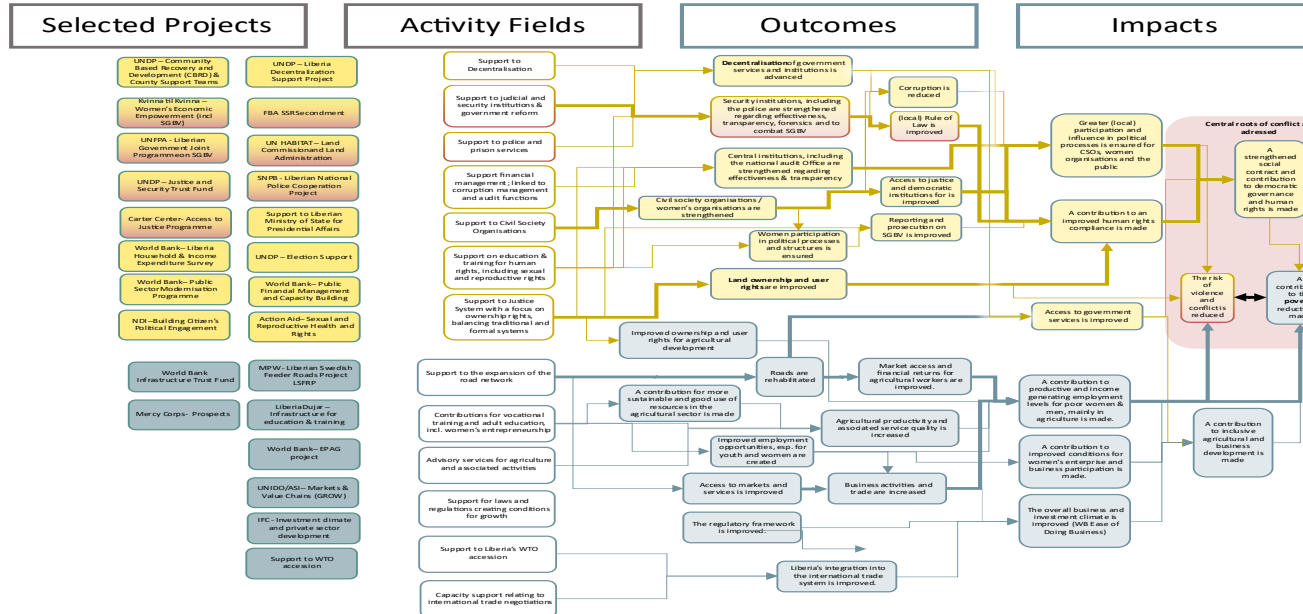 Selected Projects
Activity Fields
Outcomes
Impacts
UNDP – Community
Based Recovery and
Development (CBRD) &
County Support Teams
UNDP – Liberia
Decentralization
Support Project
Kvinna til Kvinna –
Women's Economic
Empowerment (incl
SGBV)
FBA SSRSecondment
UNFPA - Liberian
Government Joint
Programmeon SGBV
UN HABITAT – Land
Commissionand Land
Administration
UNDP – Justice and
Security Trust Fund
SNPB - Liberian National
Police Cooperation
Project
Carter Center- Access to
Justice Programme
Support to Liberian
Ministry of State for
Presidential Affairs
World Bank – Liberia
Household & Income
Expenditure Survey
UNDP – Election Support
World Bank– Public
Sector Modernisation
Programme
World Bank– Public
Financial Management
and Capacity Building
NDI–Building Citizen's
Political Engagement
Action Aid– Sexual and
Reproductive Health and
Rights
World Bank
Infrastructure Trust Fund
MPW - Liberian Swedish
Feeder Roads Project
LSFRP
Mercy Corps- Prospects
LiberiaDujar –
Infrastructure for
education & training
World Bank– EPAG
project
UNIDO/ASI– Markets &
Value Chains (GROW)
IFC - Investment climate
and private sector
development
Support to WTO
accession
Support to
Decentralisation
Support to judicial and
security institutions &
government reform
Support to police and
prison services
Support financial
management; linked to
corruption management
and audit functions
Support to Civil Society
Organisations
Support on education &
training for human
rights, including sexual
and reproductive rights
Support to Justice
System with a focus on
ownership rights,
balancing traditional and
formal systems
Support to the expansion of the
road network
Contributions for vocational
training and adult education,
incl. women's entrepreneurship
Advisory services for agriculture
and associated activities
Support for laws and
regulations creating conditions
for growth
Support to Liberia's WTO
accession
Capacity support relating to
international trade negotiations
Decentralisation of government
services and institutions is
advanced
Security institutions, including
the police are strengthened
regarding effectiveness,
transparency, forensics and to
combat SGBV
Central institutions, including
the national audit Office are
strengthened regarding
effectiveness & transparency
Civil society organisations /
women's organisations are
strengthened
Women participation
in political processes
and structures is
ensured
Land ownership and user
rights are improved
Corruption is
reduced
(local) Rule of
Law is improved
Access to justice
and democratic
institutions for is
improved
Reporting and
prosecution on
SGBV is improved
Improved ownership and user
rights for agricultural
development
Roads are
rehabilitated
Market access and
financial returns for
agricultural workers are
improved.
A contribution for more
sustainable and good use of
resources in the
agricultural sector is made
Agricultural productivity and
associated service quality is
increased
Improved employment
opportunities, esp. for
youth and women are
created
Access to markets and
services is improved
Business activities and
trade are increased
The regulatory framework
is improved.
Liberia's integration into
the international trade
system is improved.
Greater (local)
participation and
influence in political
processes is ensured for
CSOs, women
organisations and the
public
A contribution to an
improved human rights
compliance is made
Access to government
services is improved
A contribution to
productive and income
generating employment
levels for poor women &
men, mainly in
agriculture is made.
A contribution to
improved conditions for
women's enterprise and
business participation is
made.
The overall business and
investment climate is
improved (WB Ease of
Doing Business)
Central roots of conflict a
adressed
A
strengthened
social
contract and
contribution
to democratic
governance
and human
rights is made
The risk
of
violence
and
conflict is
reduced
A
contrib
to th
pove
reduct
mad
A contribution
to inclusive
agricultural and
business
development is
made